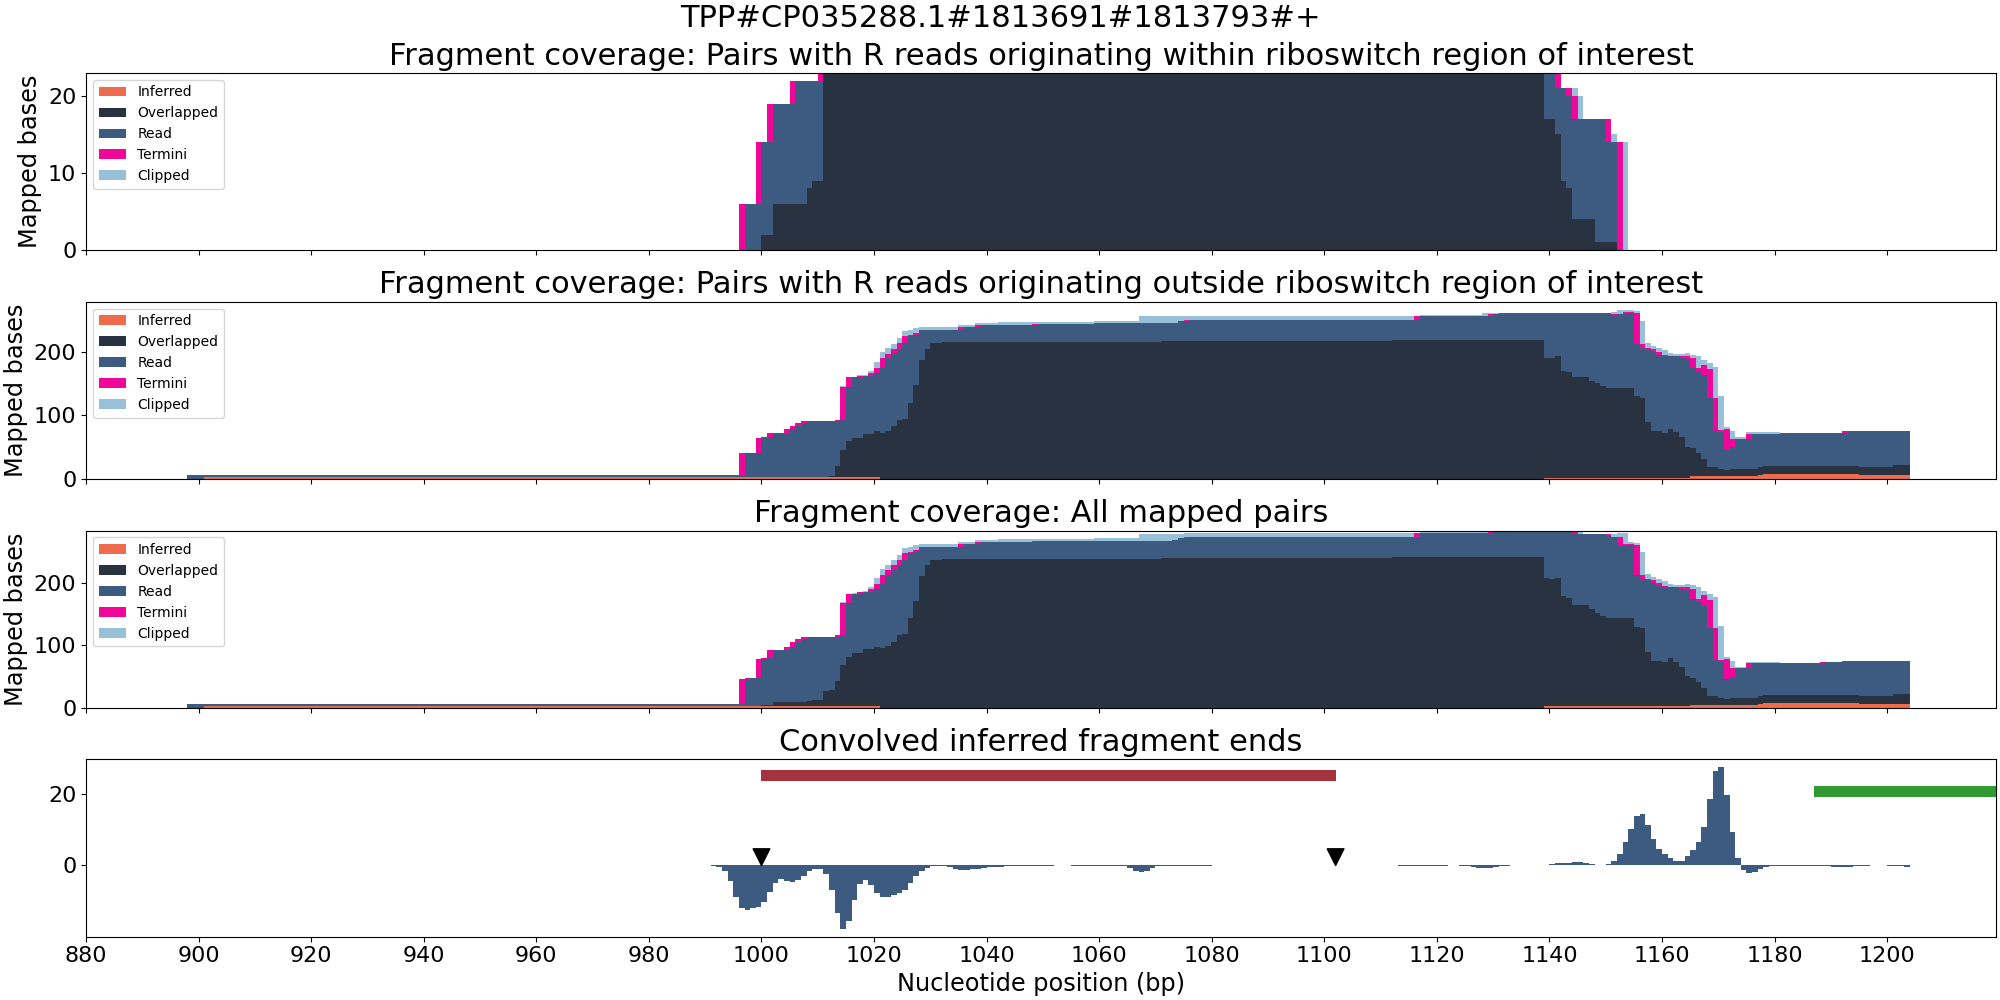 TPP#CP035288.1#1813691#1813793#+
Fragment coverage: Pairs with R reads originating within riboswitch region of interest
Mapped bases
20
10
0
Inferred
Overlapped
Read
Termini
Clipped
Fragment coverage: Pairs with R reads originating outside riboswitch region of interest
Mapped bases
200
100
0
Inferred
Overlapped
Read
Termini
Clipped
Fragment coverage: All mapped pairs
Mapped bases
200
100
0
Inferred
Overlapped
Read
Termini
Clipped
Convolved inferred fragment ends
20
0
880 900 920 940 960 980 1000 1020 1040 1060 1080 1100 1120 1140 1160 1180 1200
Nucleotide position (bp)